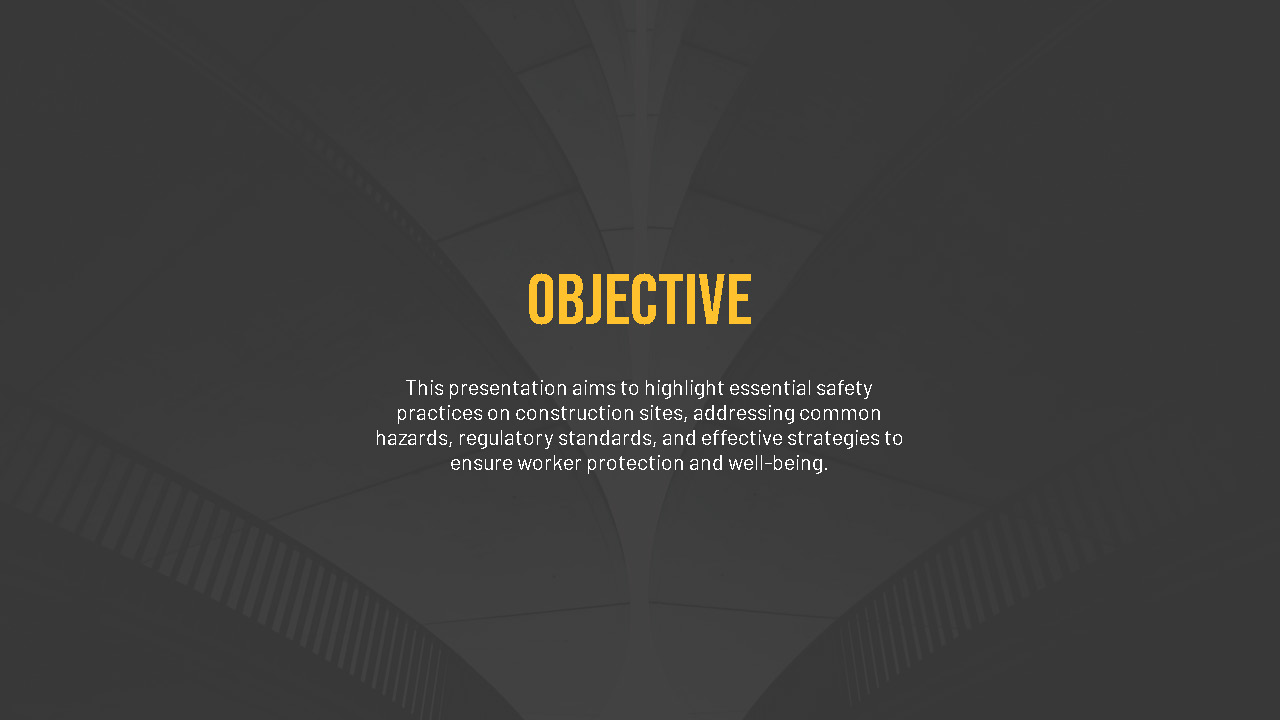 OBJECTIVE
This presentation aims to highlight essential safety
practices on construction sites, addressing common
hazards, regulatory standards, and effective strategies to
ensure worker protection and well-being.